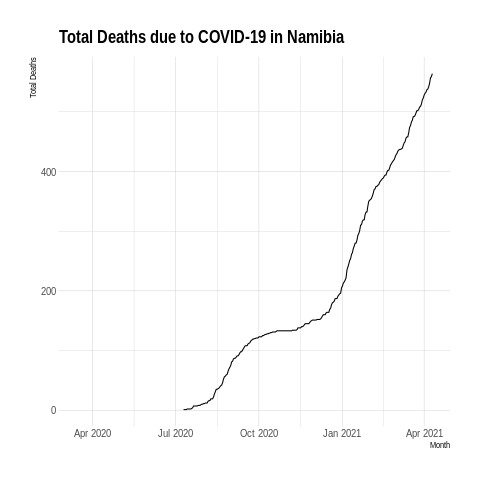 Total Deaths due to COVID-19 in Namibia
Total Deaths
400
200
0
Apr 2020 Jul 2020 Oct 2020 Jan 2021 Apr 2021
Month